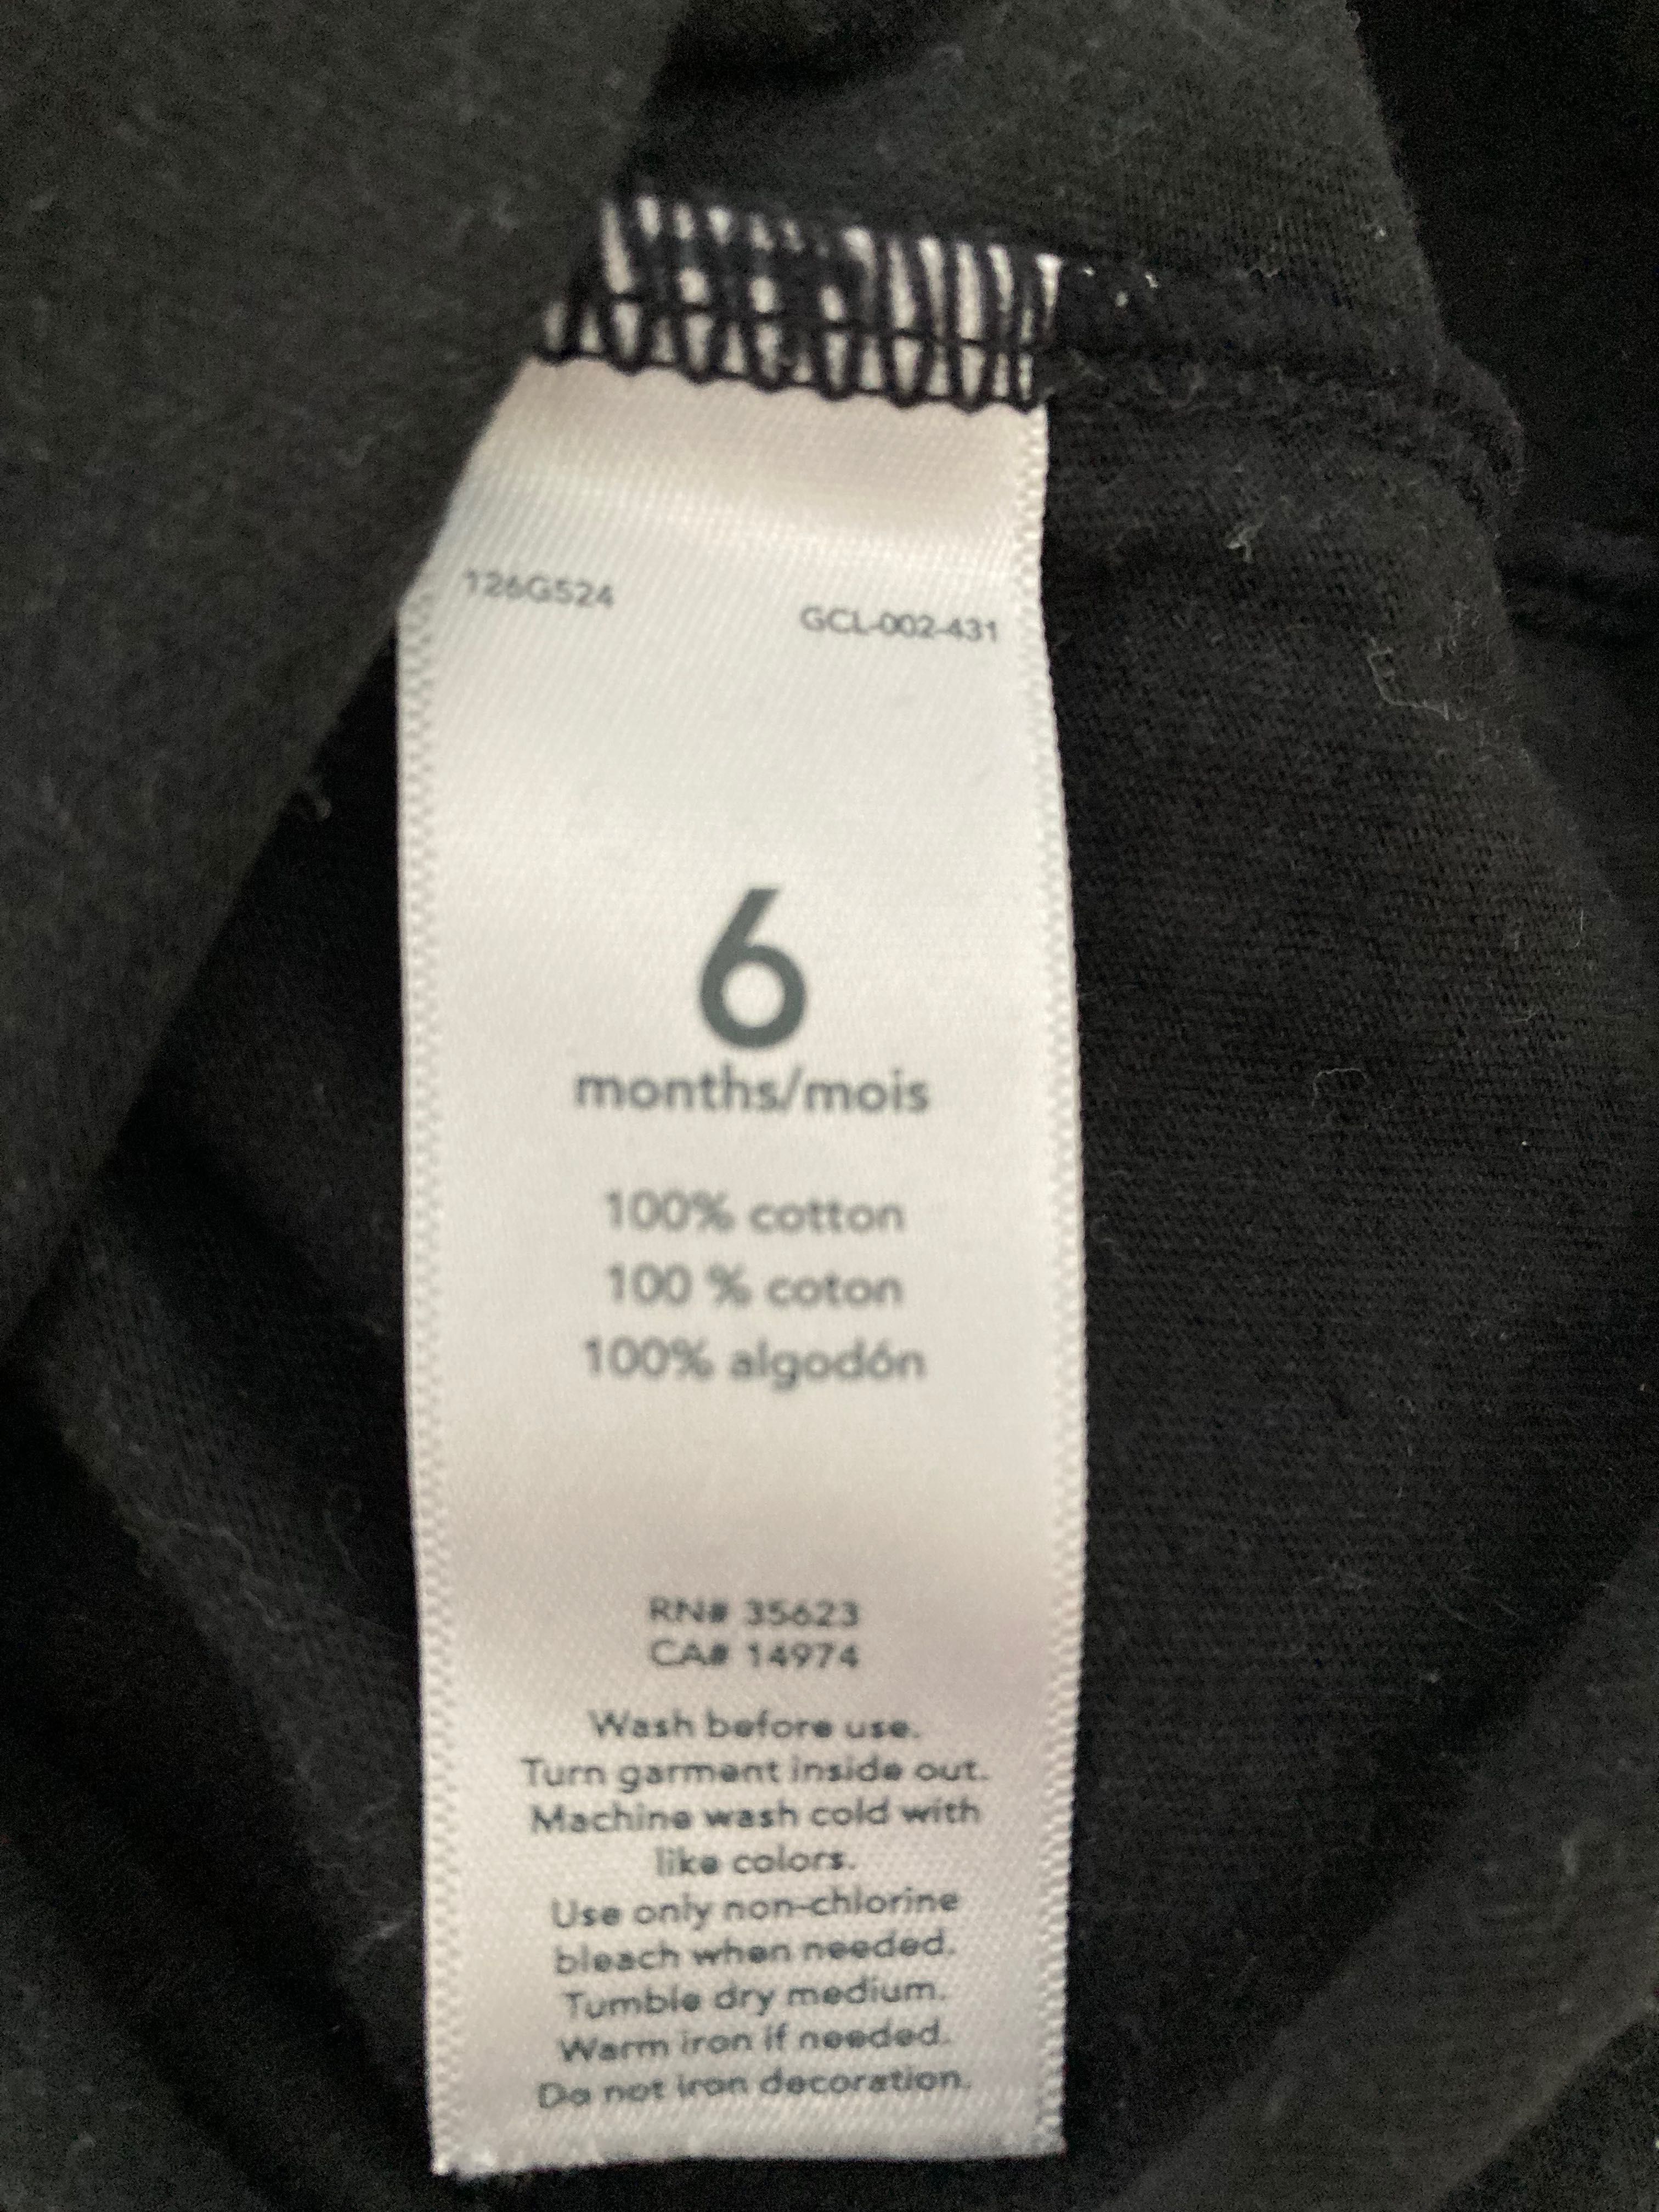 126G524
GCL-002-431
6
months/mois
100% cotton
100 % coton
100% algodón
RN# 35623
CA# 14974
Wash before use.
Turn garment inside out.
Machine wash cold with
like colors.
Use only non-chlorine
bleach when needed.
Tumble dry medium.
Warm iron if needed.
Do not iron decoration.